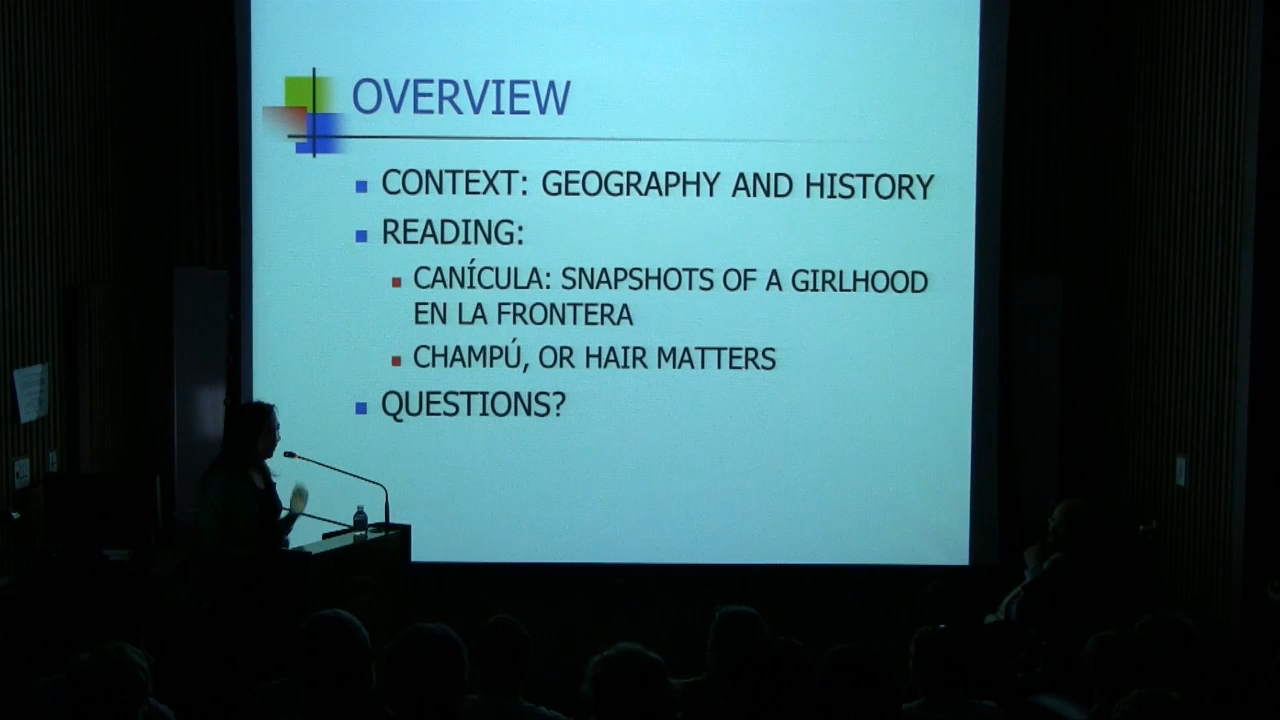 OVERVIEW
CONTEXT: GEOGRAPHY AND HISTORY
READING:
CANÍCULA: SNAPSHOTS OF A GIRLHOOD
EN LA FRONTERA
CHAMPÚ, OR HAIR MATTERS
QUESTIONS?